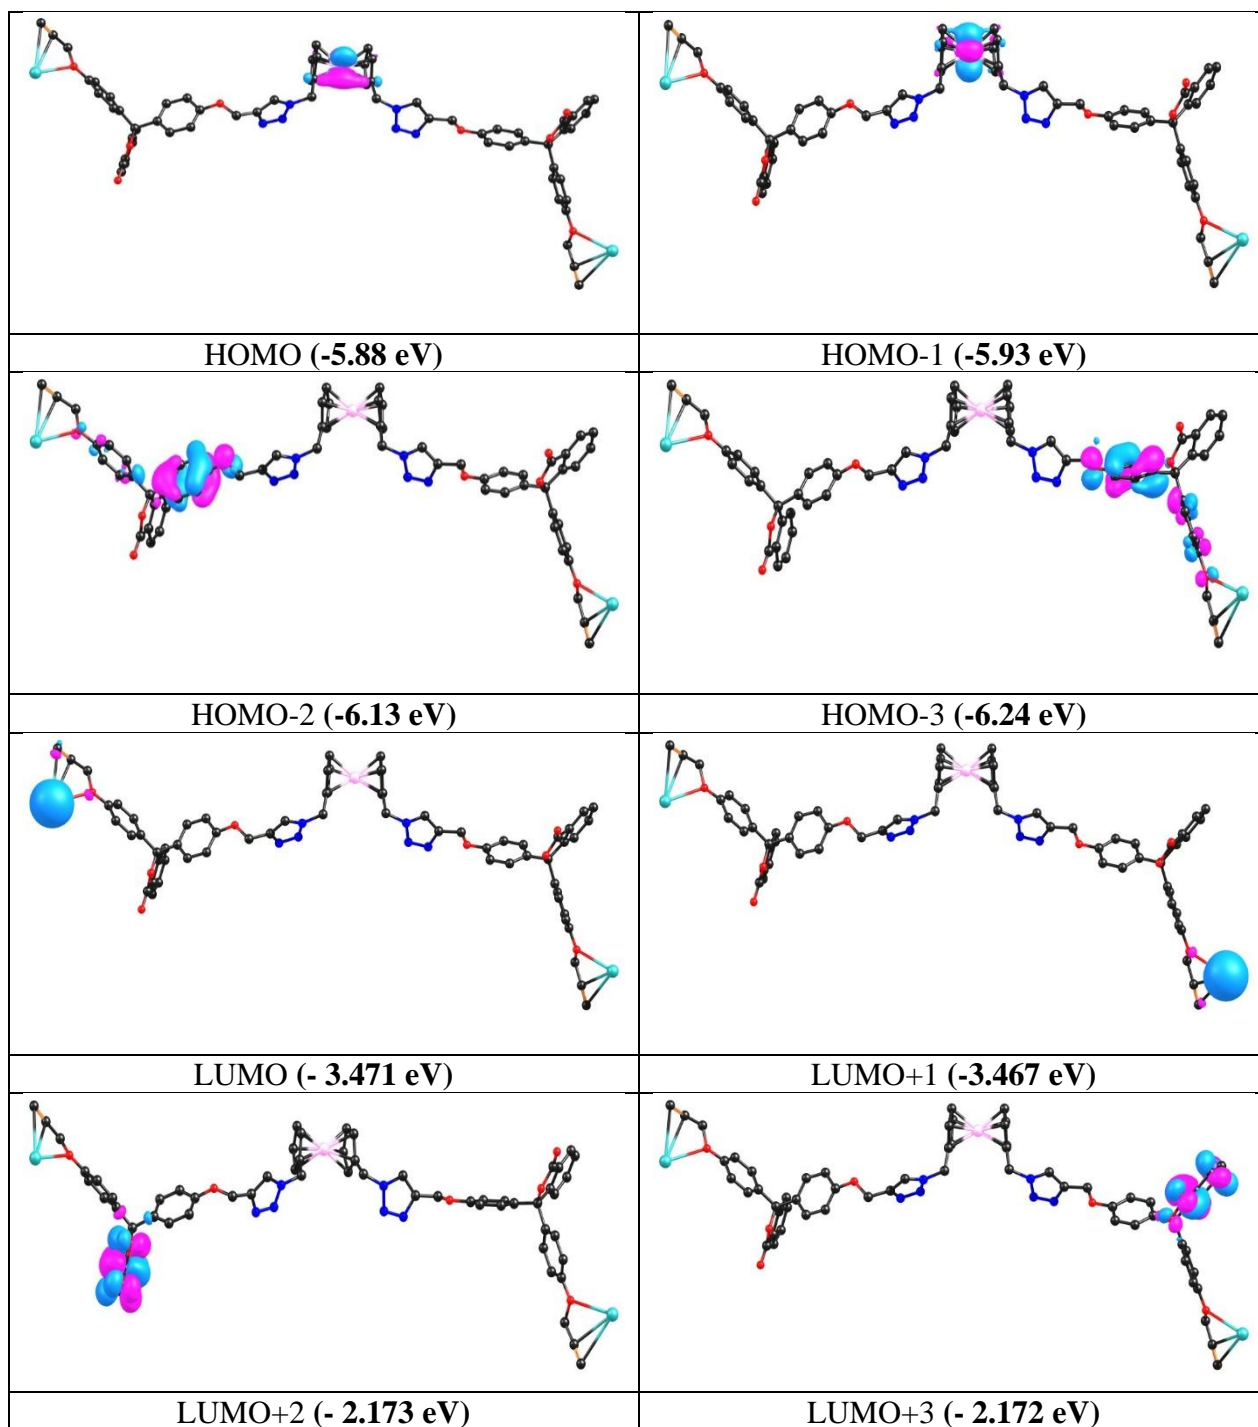 HOMO (-5.88 eV)
HOMO-1 (-5.93 eV)
HOMO-2 (-6.13 eV)
HOMO-3 (-6.24 eV)
LUMO (- 3.471 eV)
LUMO+1 (-3.467 eV)
LUMO+2 (- 2.173 eV)
LUMO+3 (- 2.172 eV)